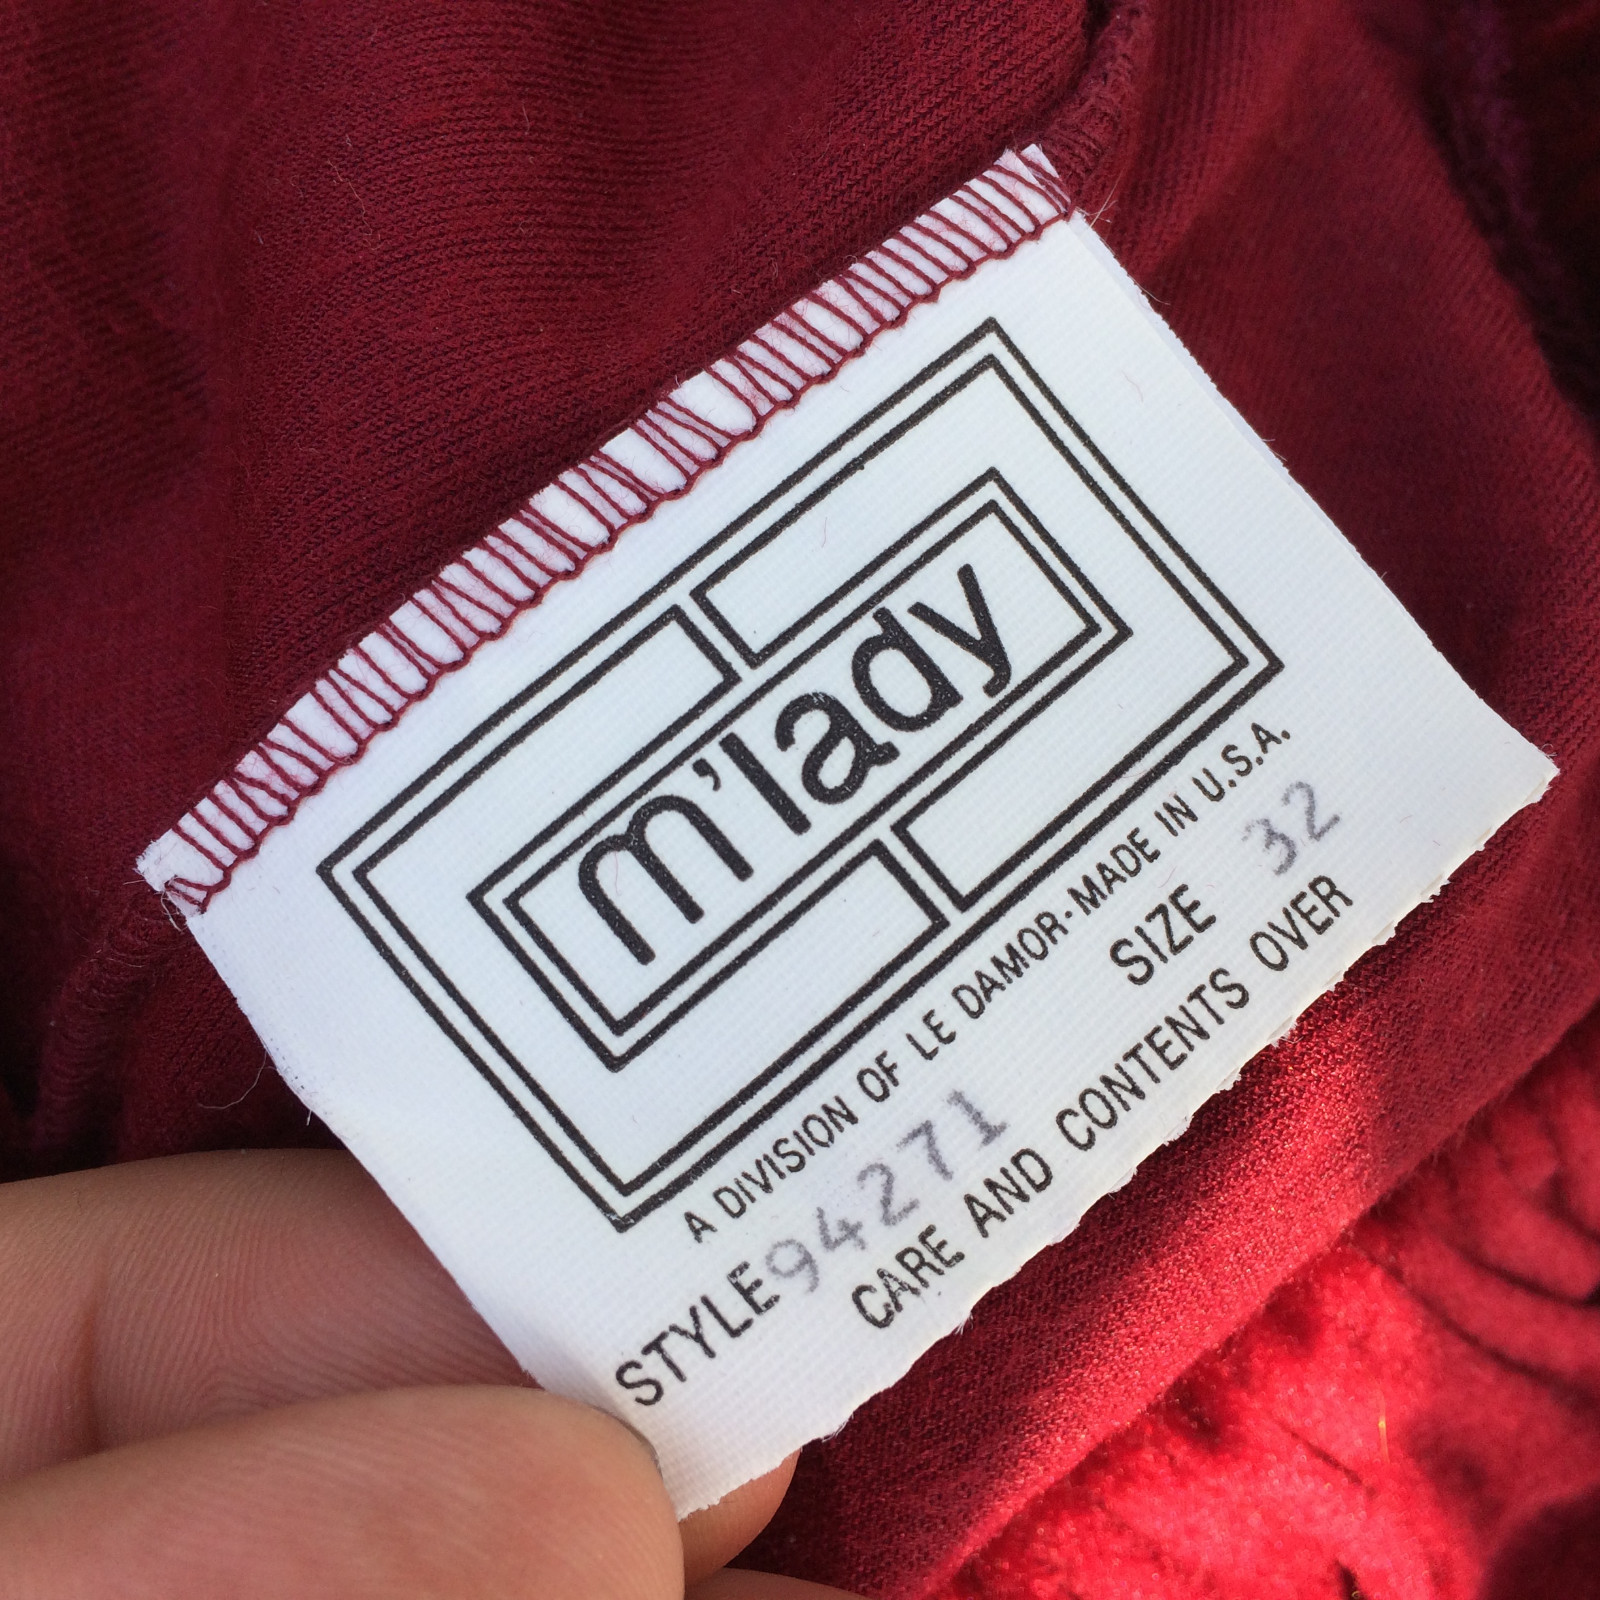 m'lady
A DIVISION OF LE DAMOR-MADE IN U.S.A.
STYLE 94271 SIZE 32
CARE AND CONTENTS OVER